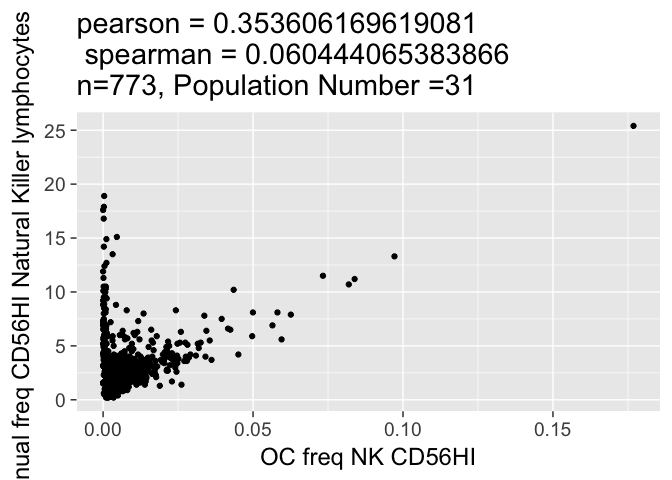 pearson = 0.353606169619081
spearman = 0.060444065383866
n=773, Population Number =31
nual freq CD56HI Natural Killer lymphocytes
25
20
15
10
5
0
0.00 0.05 0.10 0.15
OC freq NK CD56HI